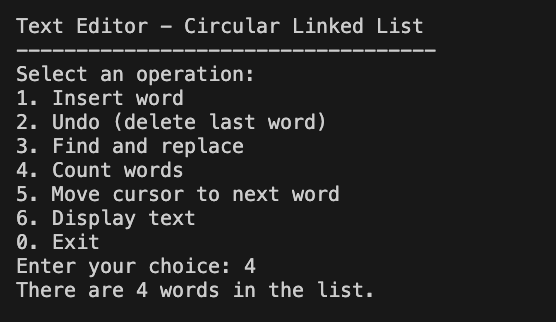 Text Editor - Circular Linked List
-----------------------------------
Select an operation:
1. Insert word
2. Undo (delete last word)
3. Find and replace
4. Count words
5. Move cursor to next word
6. Display text
0. Exit
Enter your choice: 4
There are 4 words in the list.